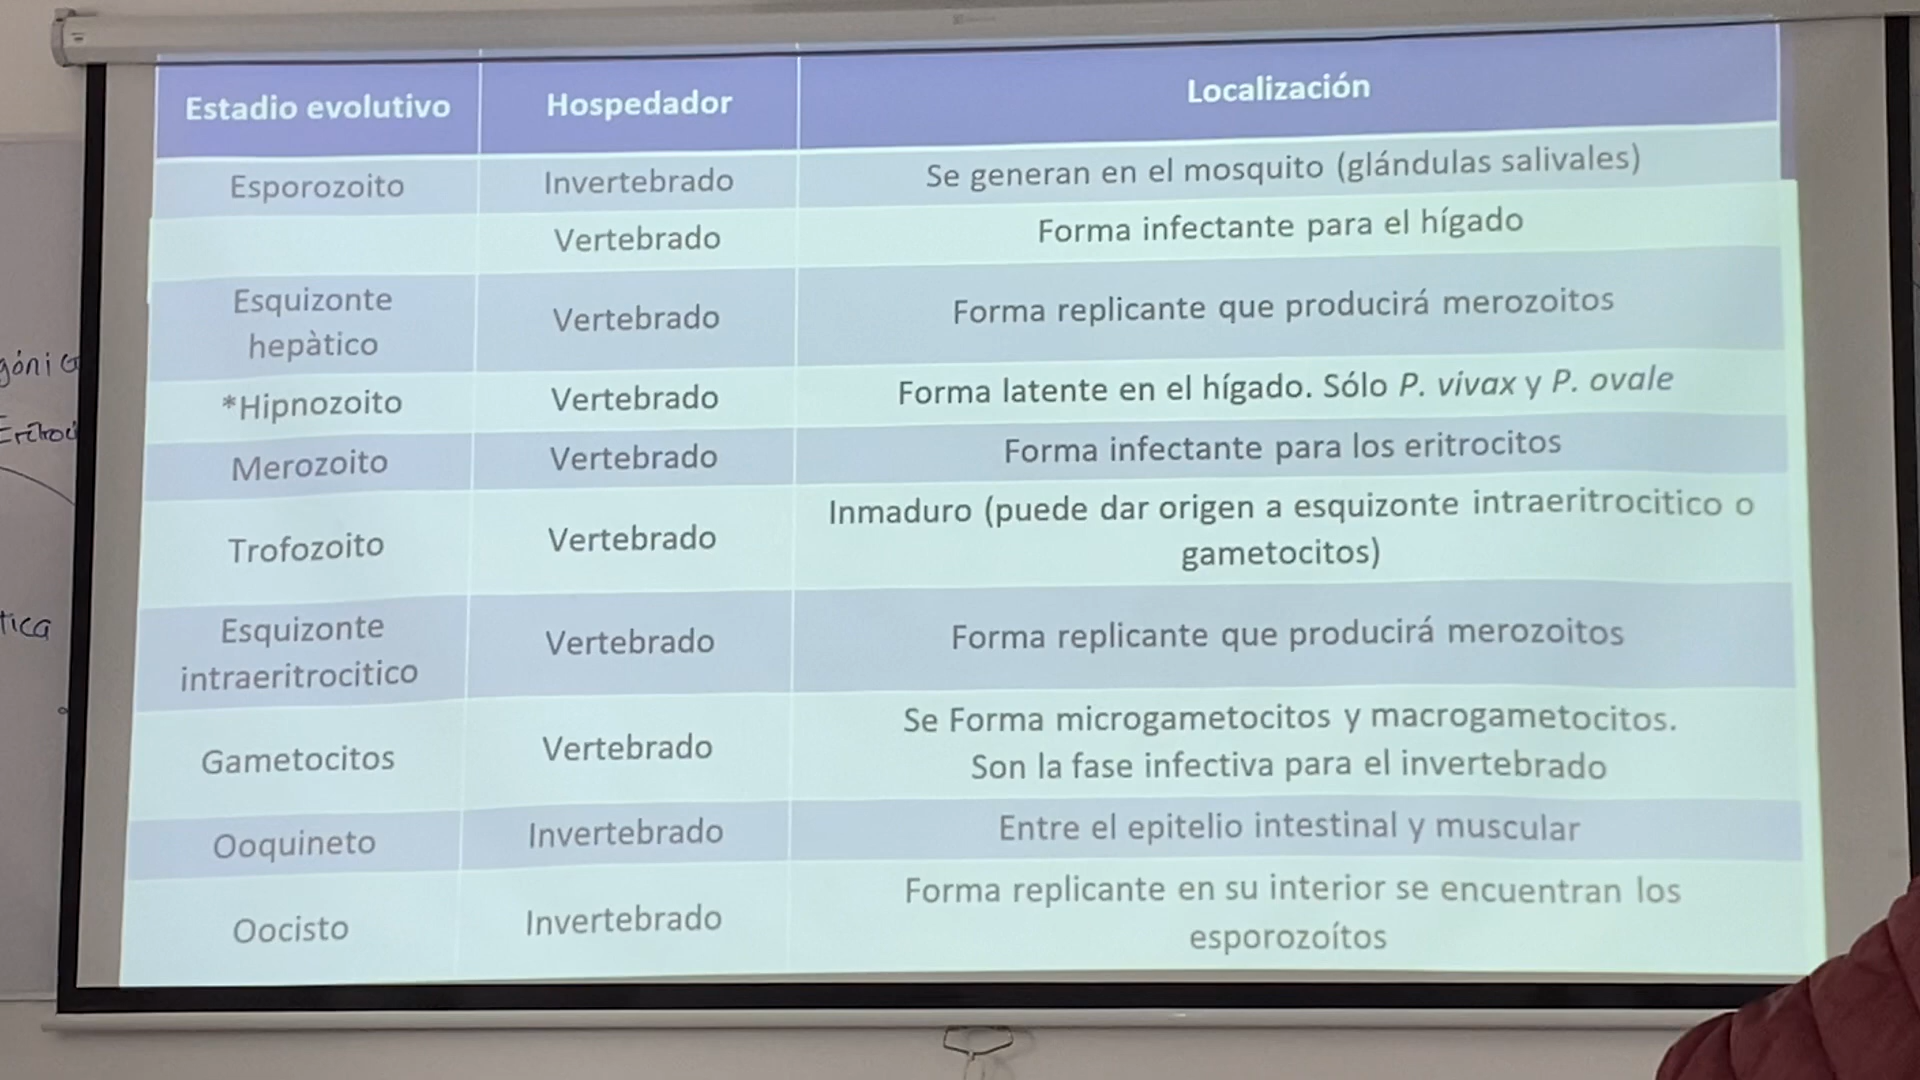 Estadio evolutivo Hospedador Localización
Esporozoito Invertebrado Se generan en el mosquito (glándulas salivales)
Vertebrado Forma infectante para el hígado
Esquizonte
hepàtico Vertebrado Forma replicante que producirá merozoitos
*Hipnozoito Vertebrado Forma latente en el hígado. Sólo P. vivax y P. ovale
Merozoito Vertebrado Forma infectante para los eritrocitos
Trofozoito Vertebrado Inmaduro (puede dar origen a esquizonte intraeritrocitico o
gametocitos)
Esquizonte
intraeritrocitico Vertebrado Forma replicante que producirá merozoitos
Gametocitos Vertebrado Se Forma microgametocitos y macrogametocitos.
Son la fase infectiva para el invertebrado
Ooquineto Invertebrado Entre el epitelio intestinal y muscular
Oocisto Invertebrado Forma replicante en su interior se encuentran los
esporozoítos